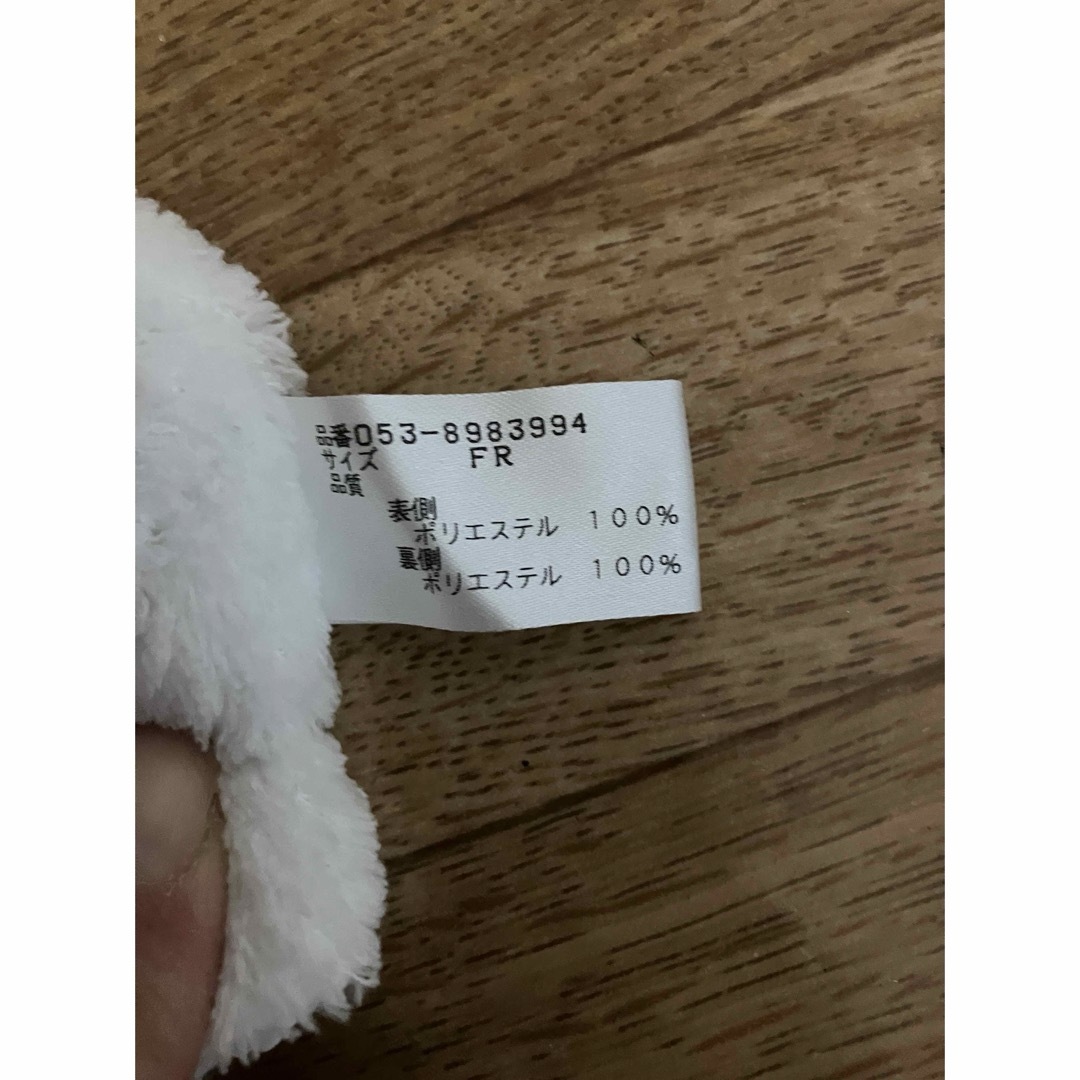 品番053-8983994
サイズ FR
品質
表側
ポリエステル 100%
裏側
ポリエステル 100%